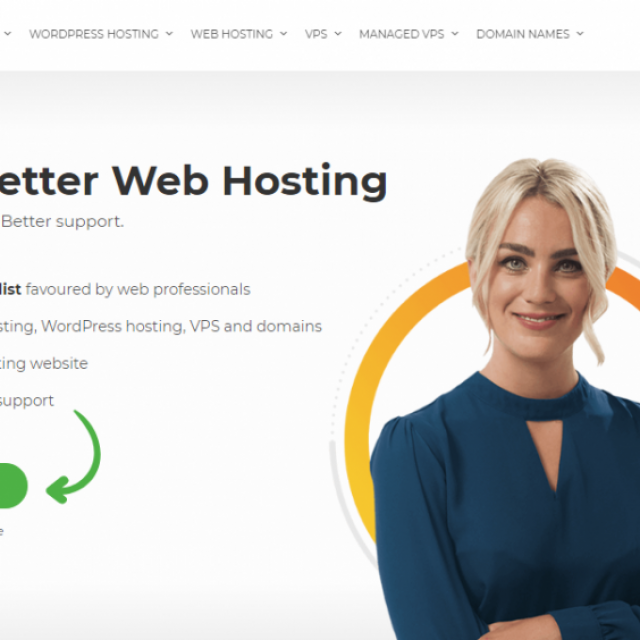 WORDPRESS HOSTING WEB HOSTING VPS MANAGED VPS DOMAIN NAMES
etter Web Hosting
Better support.
list favoured by web professionals
sting, WordPress hosting, VPS and domains
ting website
support
e